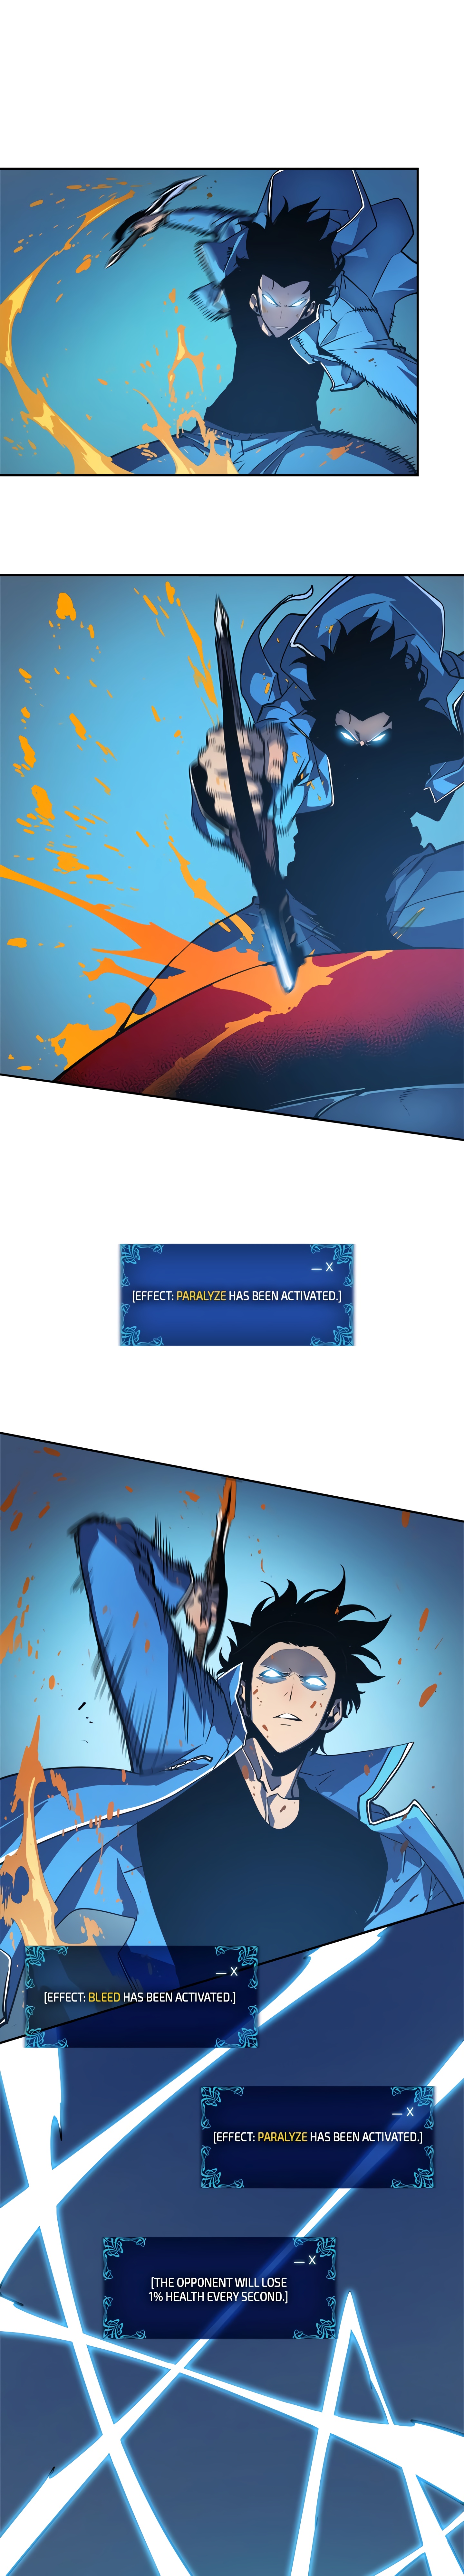 — X
[EFFECT: PARALYZE HAS BEEN ACTIVATED.]
— X
[EFFECT: BLEED HAS BEEN ACTIVATED.]
— X
[EFFECT: PARALYZE HAS BEEN ACTIVATED.]
— X
[THE OPPONENT WILL LOSE
1% HEALTH EVERY SECOND.]